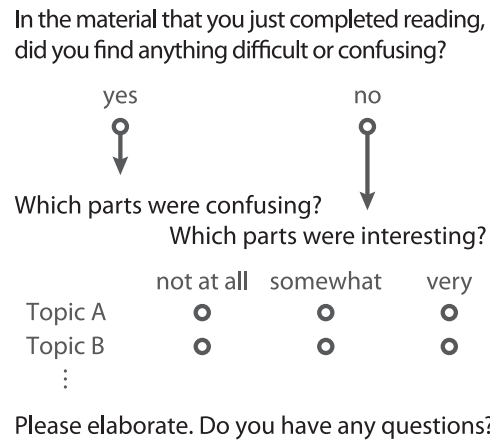 In the material that you just completed reading,
did you find anything difficult or confusing?
yes no
Which parts were confusing?
Which parts were interesting?
not at all somewhat very
Topic A
Topic B
⋮
Please elaborate. Do you have any questions?